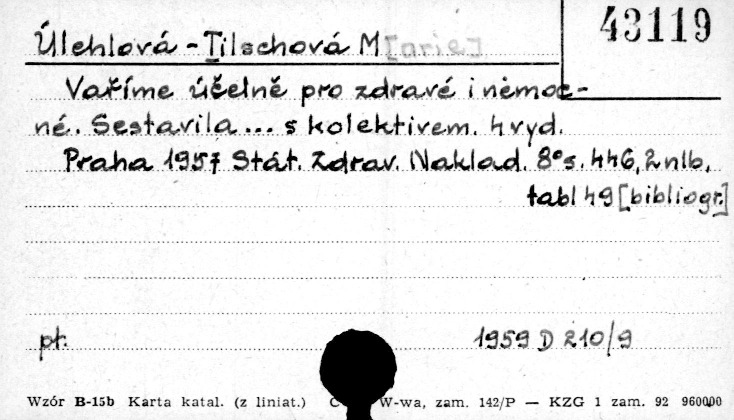 43119
Úlehlová - Tilschová M[arie]
Vaříme účelně pro zdravé i nemoc-
né. Sestavila ... s kolektivem. 4 vyd.
Praha 1957 Stát. Zdrav. Naklad. 8° s. 446, 2 nlb,
tabl 49 [bibliogr.]
pł. 1959 D 210/9
Wzór B-15b Karta katal. (z liniat.) W-wa, zam. 142/P — KZG 1 zam. 92 960000